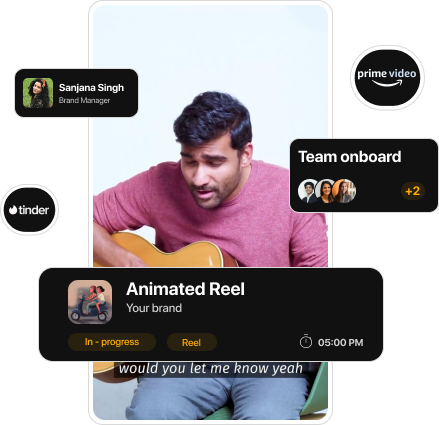 Sanjana Singh
Brand Manager
prime video
Team onboard
+2
tinder
Animated Reel
Your brand
In - progress
Reel
05:00 PM
would you let me know yeah